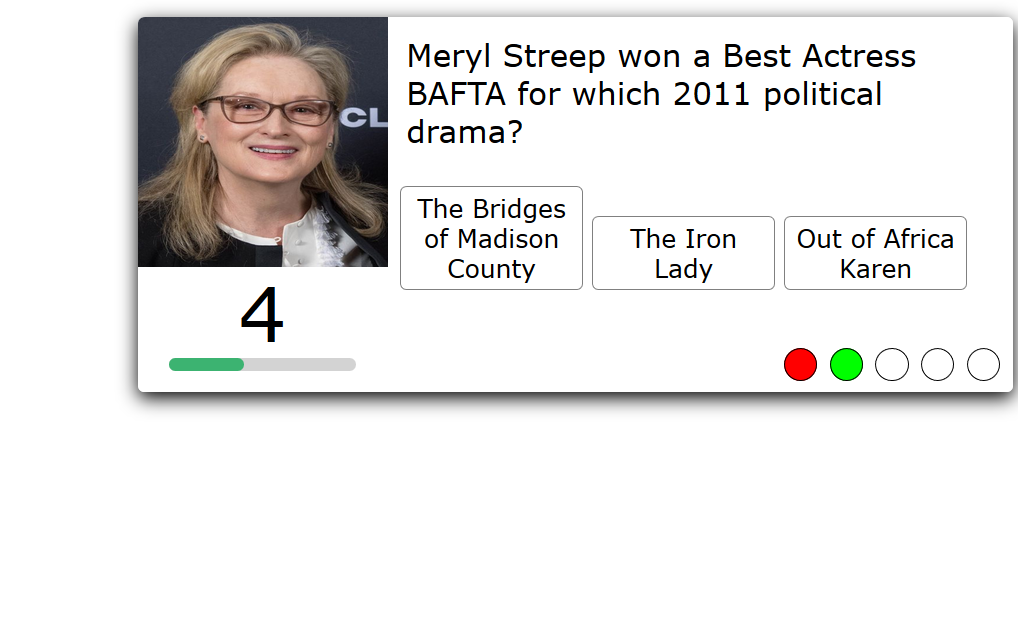 CL
Meryl Streep won a Best Actress
BAFTA for which 2011 political
drama?
The Bridges
of Madison
County
The Iron
Lady
Out of Africa
Karen
4